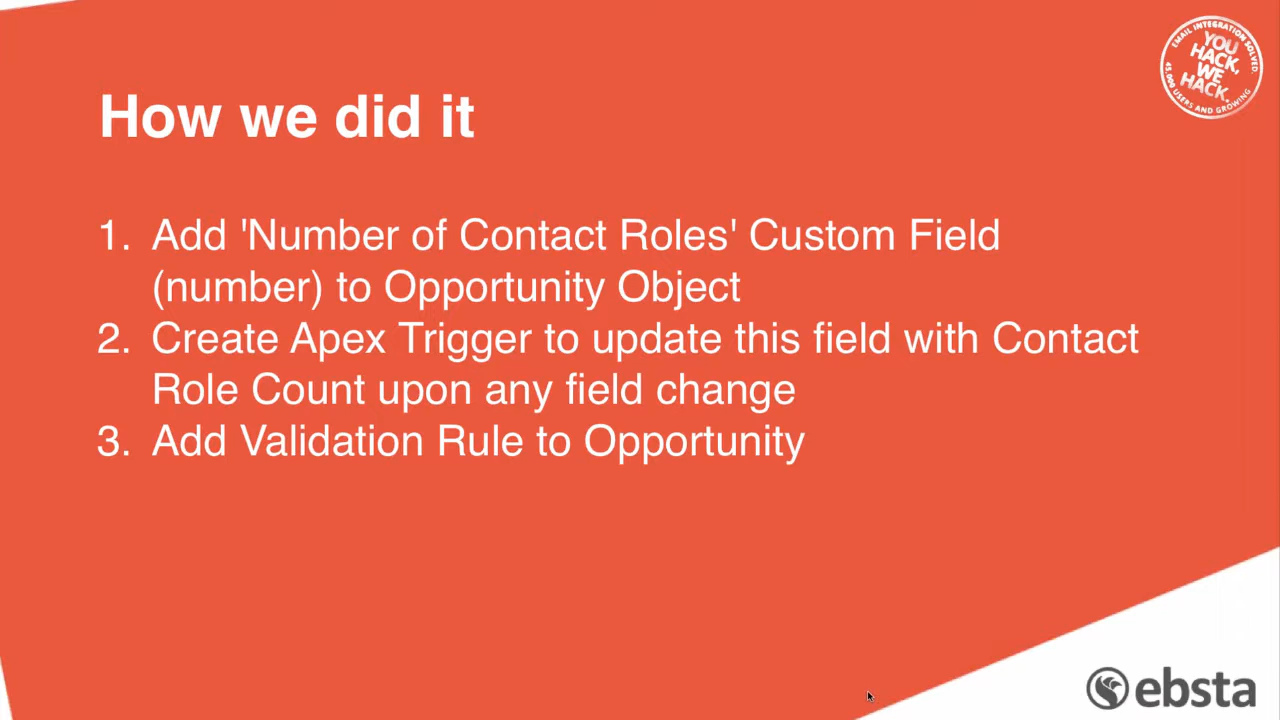 EMAIL INTEGRATION SOLVED.
YOU
HACK,
WE
HACK.
45,000 USERS AND GROWING
How we did it
1. Add 'Number of Contact Roles' Custom Field
(number) to Opportunity Object
2. Create Apex Trigger to update this field with Contact
Role Count upon any field change
3. Add Validation Rule to Opportunity
ebsta